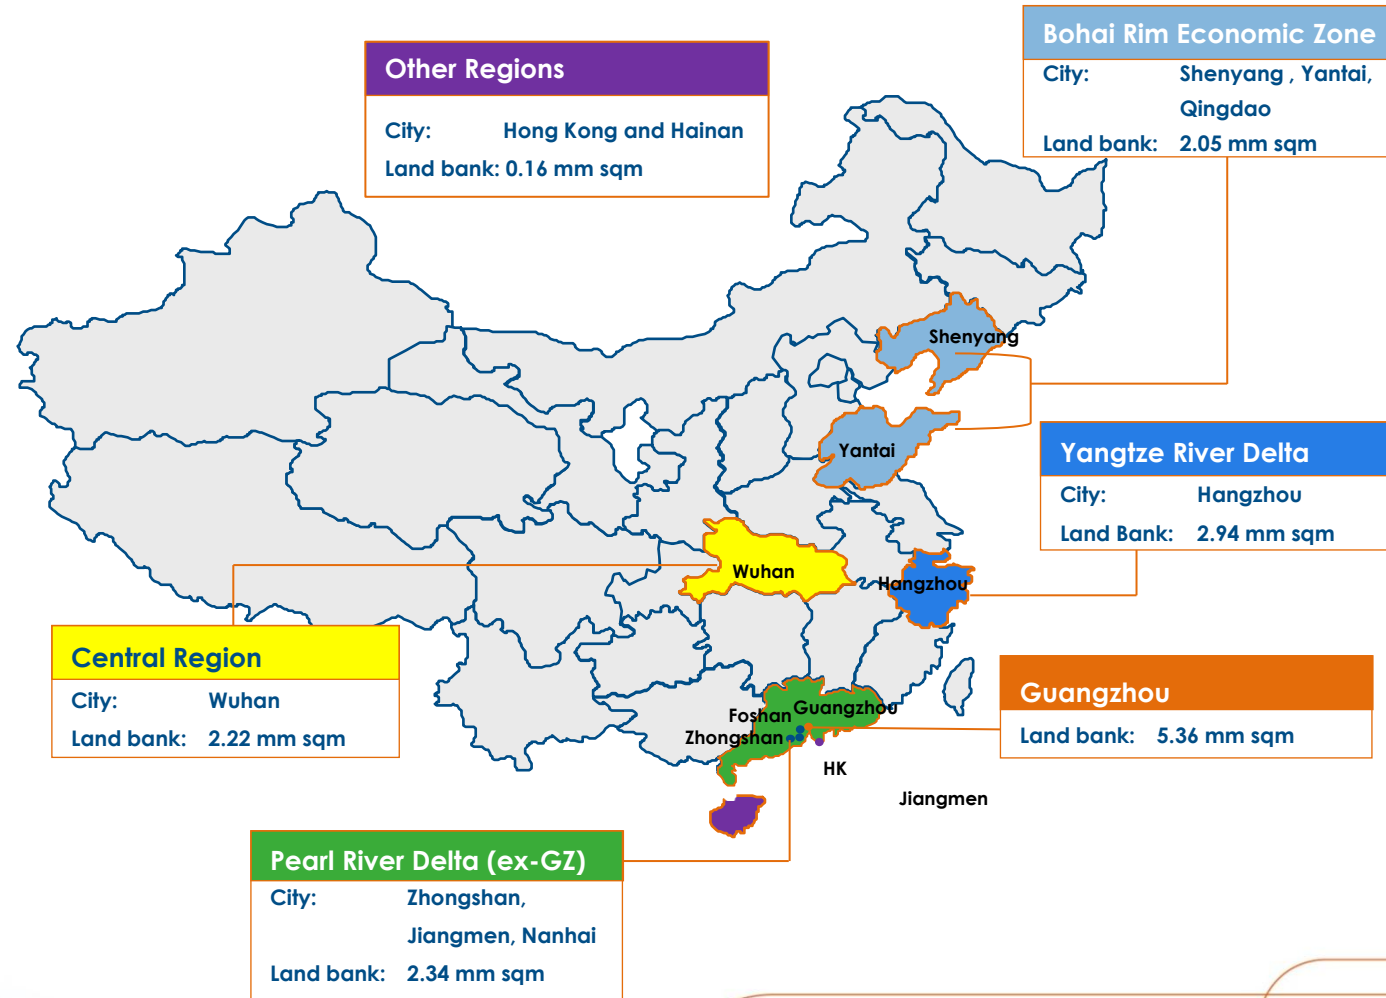 Other Regions
City: Hong Kong and Hainan
Land bank: 0.16 mm sqm
Bohai Rim Economic Zone
City: Shenyang , Yantai,
Qingdao
Land bank: 2.05 mm sqm
Shenyang
Yantai
Yangtze River Delta
City: Hangzhou
Land Bank: 2.94 mm sqm
Wuhan
Hangzhou
Central Region
City: Wuhan
Land bank: 2.22 mm sqm
Guangzhou
Land bank: 5.36 mm sqm
Foshan
Guangzhou
Zhongshan
HK
Jiangmen
Pearl River Delta (ex-GZ)
City: Zhongshan,
Jiangmen, Nanhai
Land bank: 2.34 mm sqm